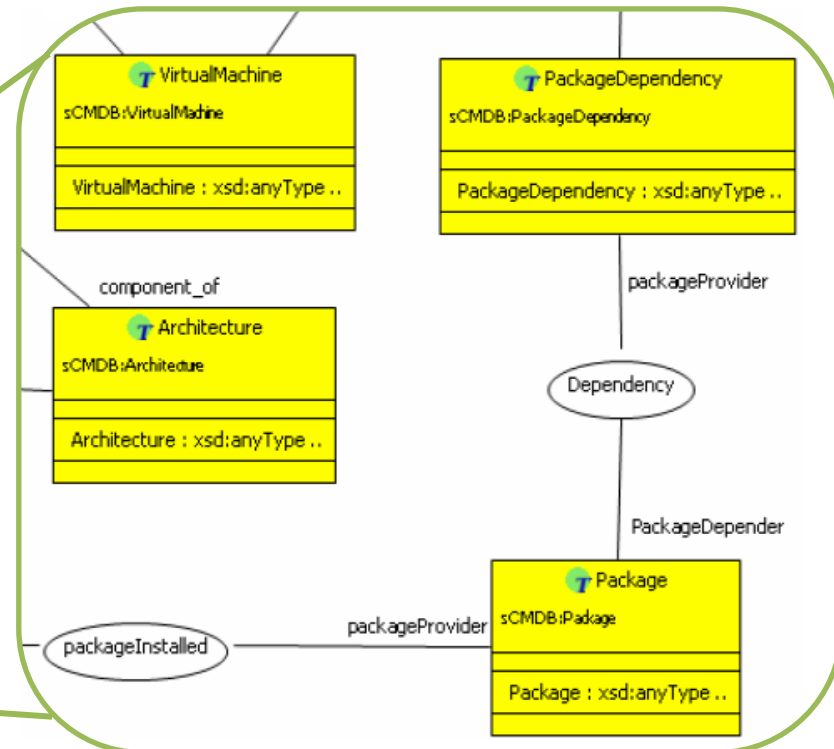 VirtualMachine
sCMDB:VirtualMachine
VirtualMachine : xsd:anyType ..
PackageDependency
sCMDB:PackageDependency
PackageDependency : xsd:anyType ..
packageProvider
component_of
Architecture
sCMDB:Architecture
Architecture : xsd:anyType ..
Dependency
PackageDepender
Package
sCMDB:Package
Package : xsd:anyType ..
packageProvider
packageInstalled